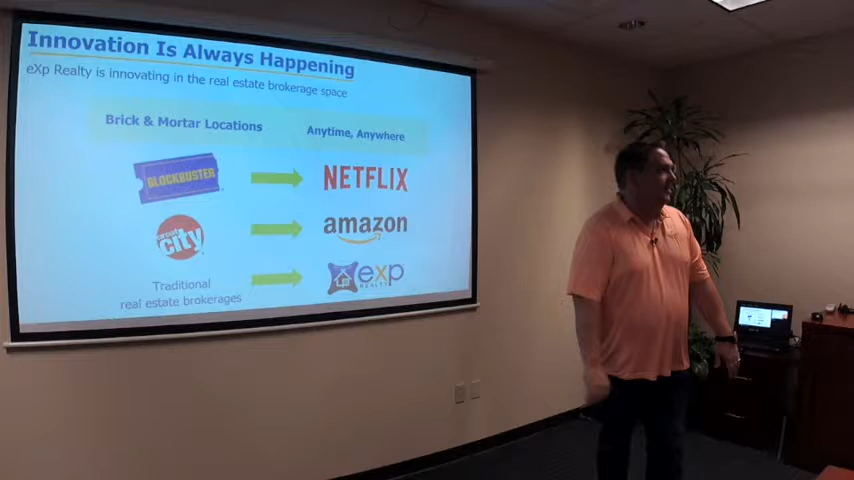 Innovation Is Always Happening
eXp Realty is innovating in the real estate brokerage space
Brick & Mortar Locations
Anytime, Anywhere
BLOCKBUSTER
NETFLIX
circuit
city
amazon
Traditional
real estate brokerages
exp
REALTY